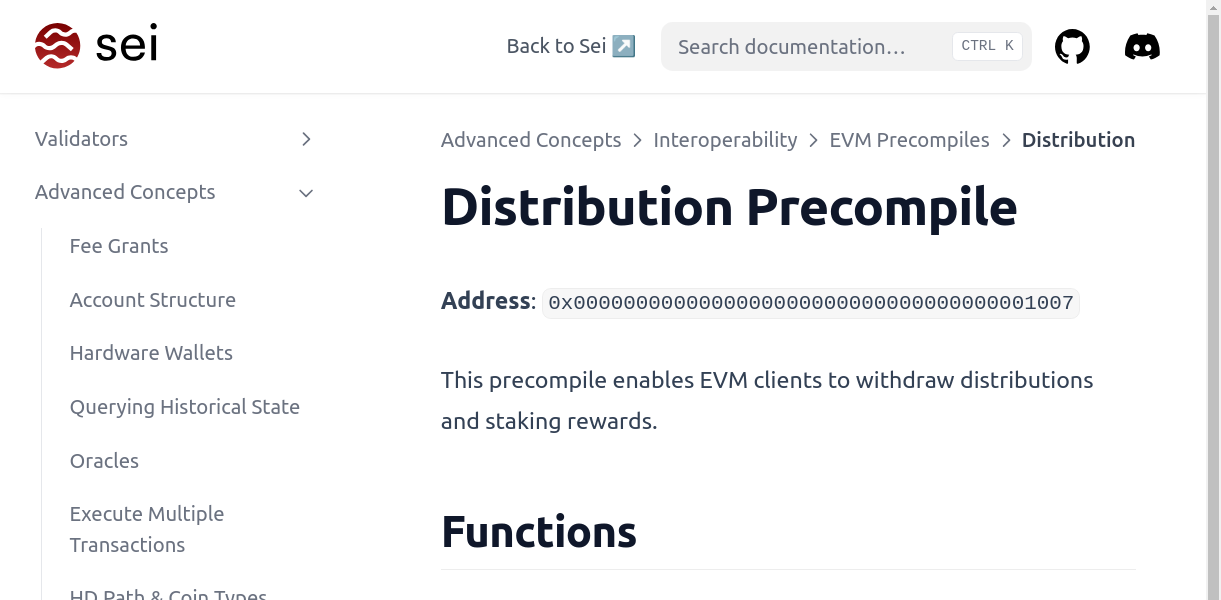 sei
Back to Sei ↗
Search documentation…
CTRL K
Validators
Advanced Concepts
Fee Grants
Account Structure
Hardware Wallets
Querying Historical State
Oracles
Execute Multiple
Transactions
HD Path & Coin Types
Advanced Concepts > Interoperability > EVM Precompiles > Distribution
Distribution Precompile
Address: 0x0000000000000000000000000000000000001007
This precompile enables EVM clients to withdraw distributions
and staking rewards.
Functions